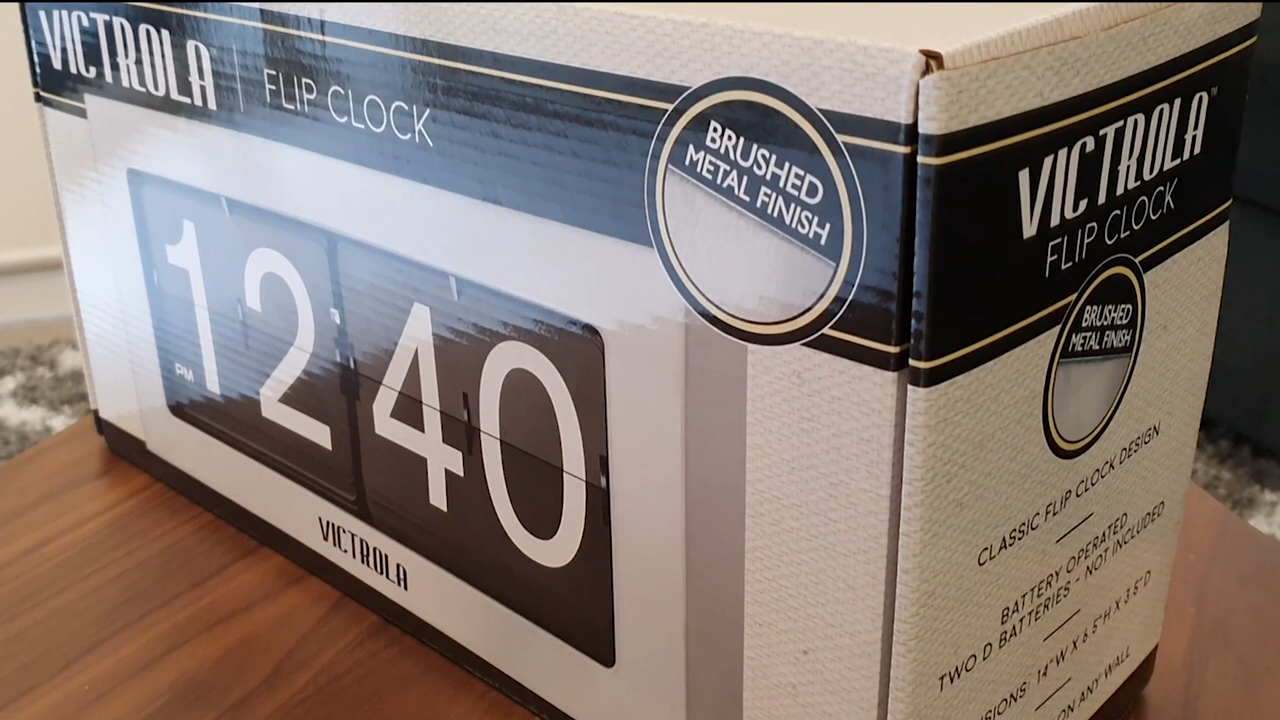 VICTROLA | FLIP CLOCK
BRUSHED
METAL FINISH
12 40
PM
VICTROLA
VICTROLA™
FLIP CLOCK
BRUSHED
METAL FINISH
CLASSIC FLIP CLOCK DESIGN
BATTERY OPERATED
TWO D BATTERIES - NOT INCLUDED
14"W X 6.5"H X 3.5"D
ON ANY WALL